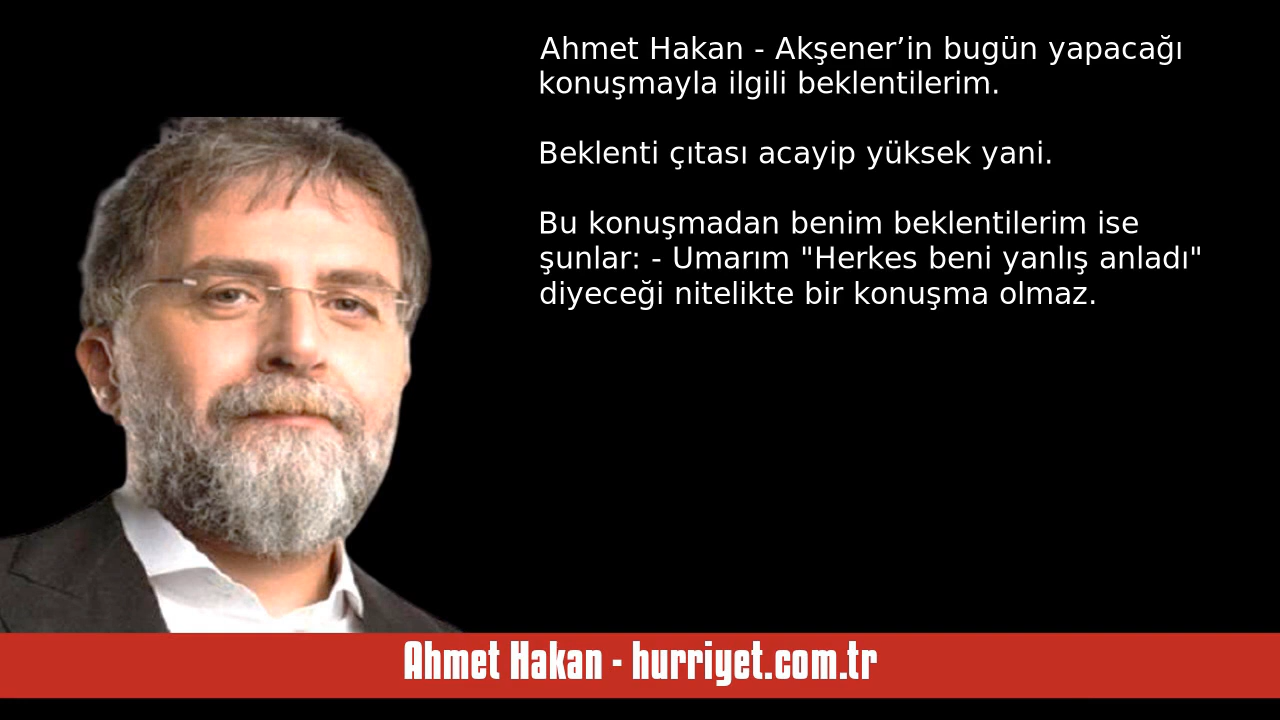 Ahmet Hakan - Akşener’in bugün yapacağı
konuşmayla ilgili beklentilerim.
Beklenti çıtası acayip yüksek yani.
Bu konuşmadan benim beklentilerim ise
şunlar: - Umarım "Herkes beni yanlış anladı"
diyeceği nitelikte bir konuşma olmaz.
Ahmet Hakan - hurriyet.com.tr